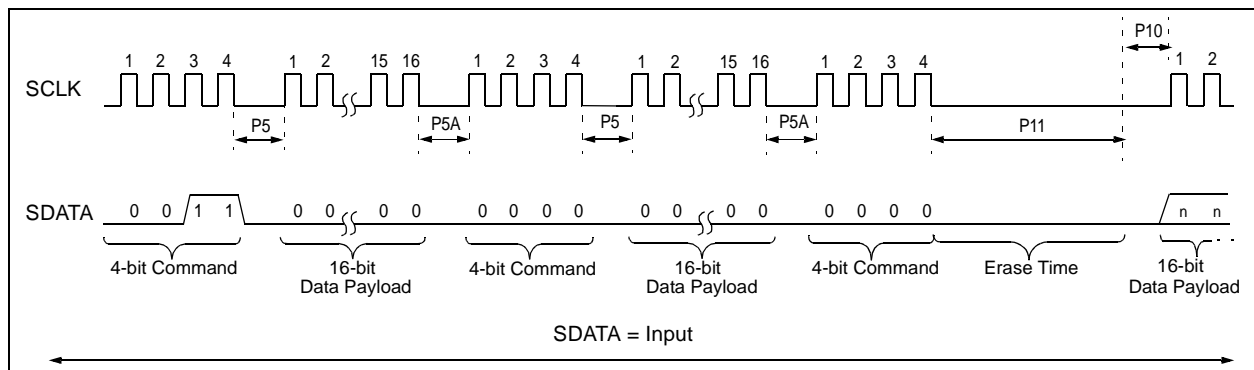 P10
1 2 3 4 1 2 15 16 1 2 3 4 1 2 15 16 1 2 3 4 1 2
SCLK
P5 P5A P5 P5A P11
SDATA 0 0 1 1 0 0 0 0 0 0 0 0 0 0 0 0 0 0 0 0 n n
4-bit Command 16-bit 4-bit Command 16-bit 4-bit Command Erase Time 16-bit
Data Payload Data Payload Data Payload
SDATA = Input